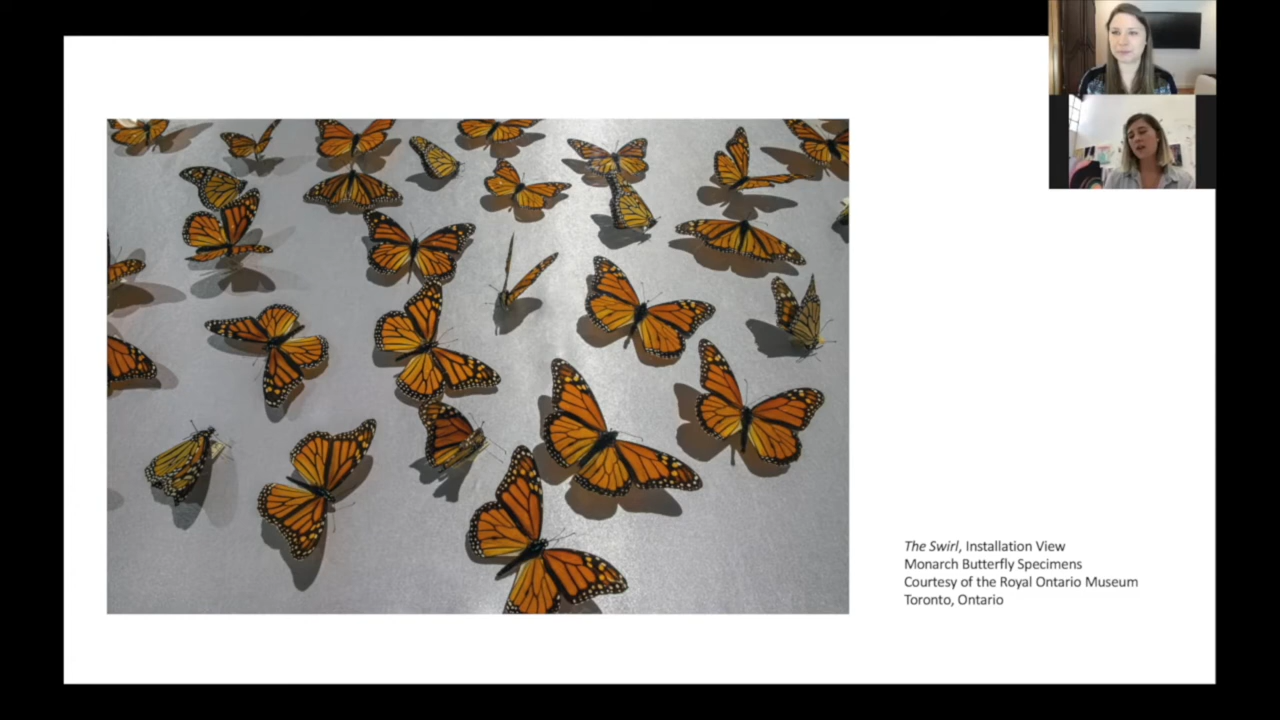 The Swirl, Installation View
Monarch Butterfly Specimens
Courtesy of the Royal Ontario Museum
Toronto, Ontario